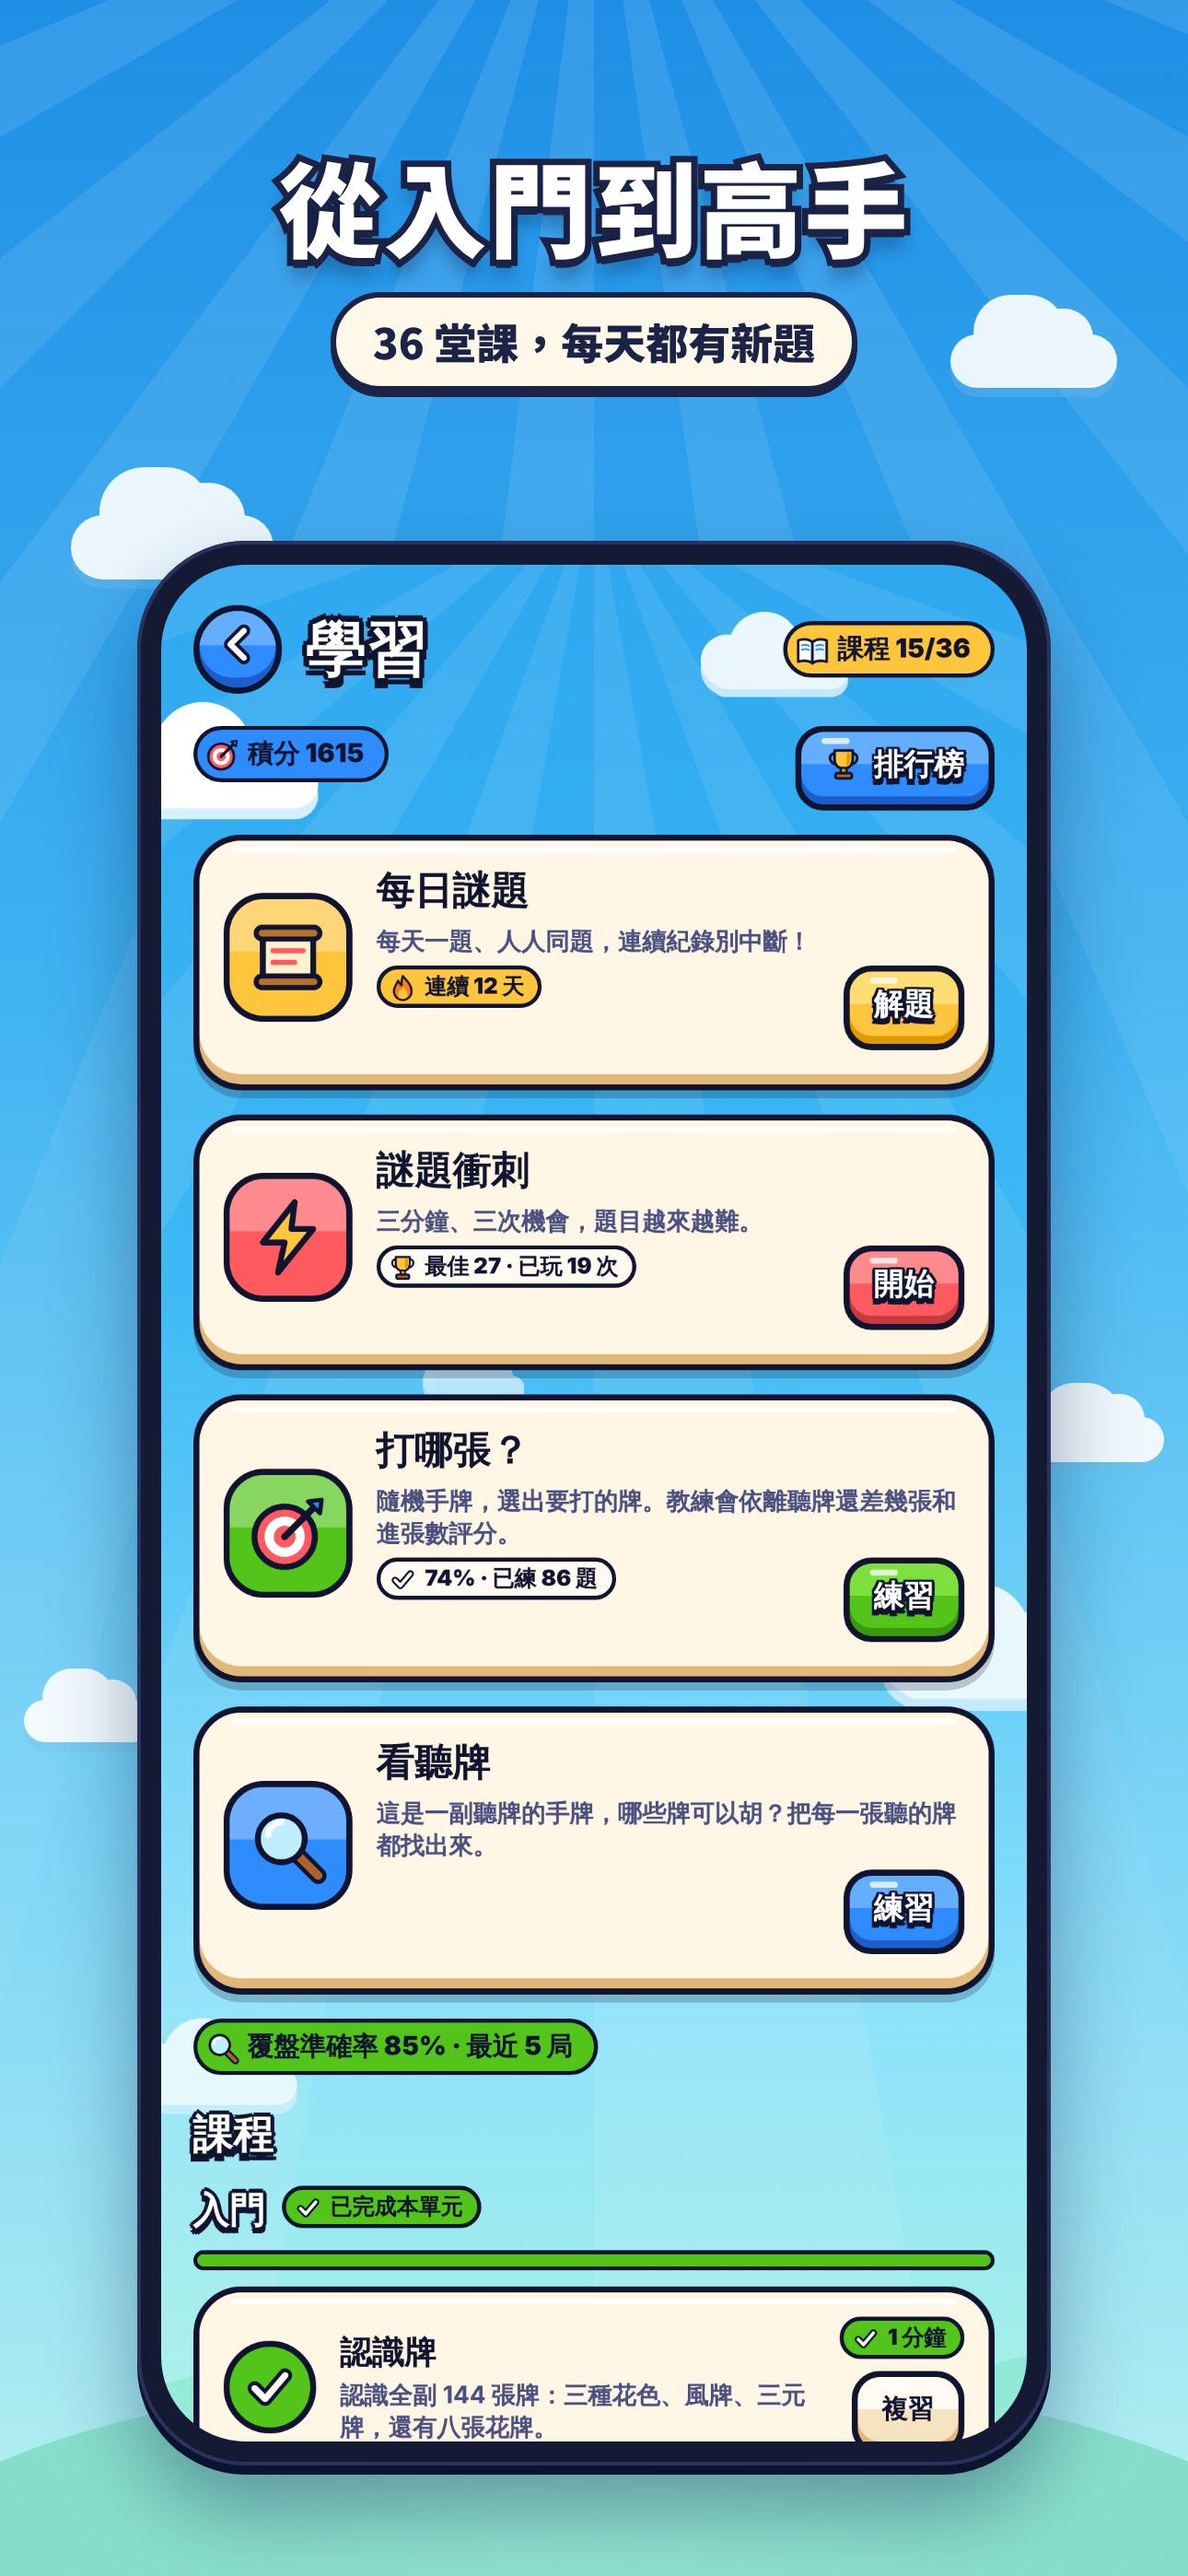 從入門到高手
36 堂課，每天都有新題
學習
課程 15/36
積分 1615
排行榜
每日謎題
每天一題、人人同題，連續紀錄別中斷！
連續 12 天
解題
謎題衝刺
三分鐘、三次機會，題目越來越難。
最佳 27 · 已玩 19 次
開始
打哪張？
隨機手牌，選出要打的牌。教練會依離聽牌還差幾張和
進張數評分。
74% · 已練 86 題
練習
看聽牌
這是一副聽牌的手牌，哪些牌可以胡？把每一張聽的牌
都找出來。
練習
覆盤準確率 85% · 最近 5 局
課程
入門
已完成本單元
認識牌
1 分鐘
認識全副 144 張牌：三種花色、風牌、三元
牌，還有八張花牌。
複習